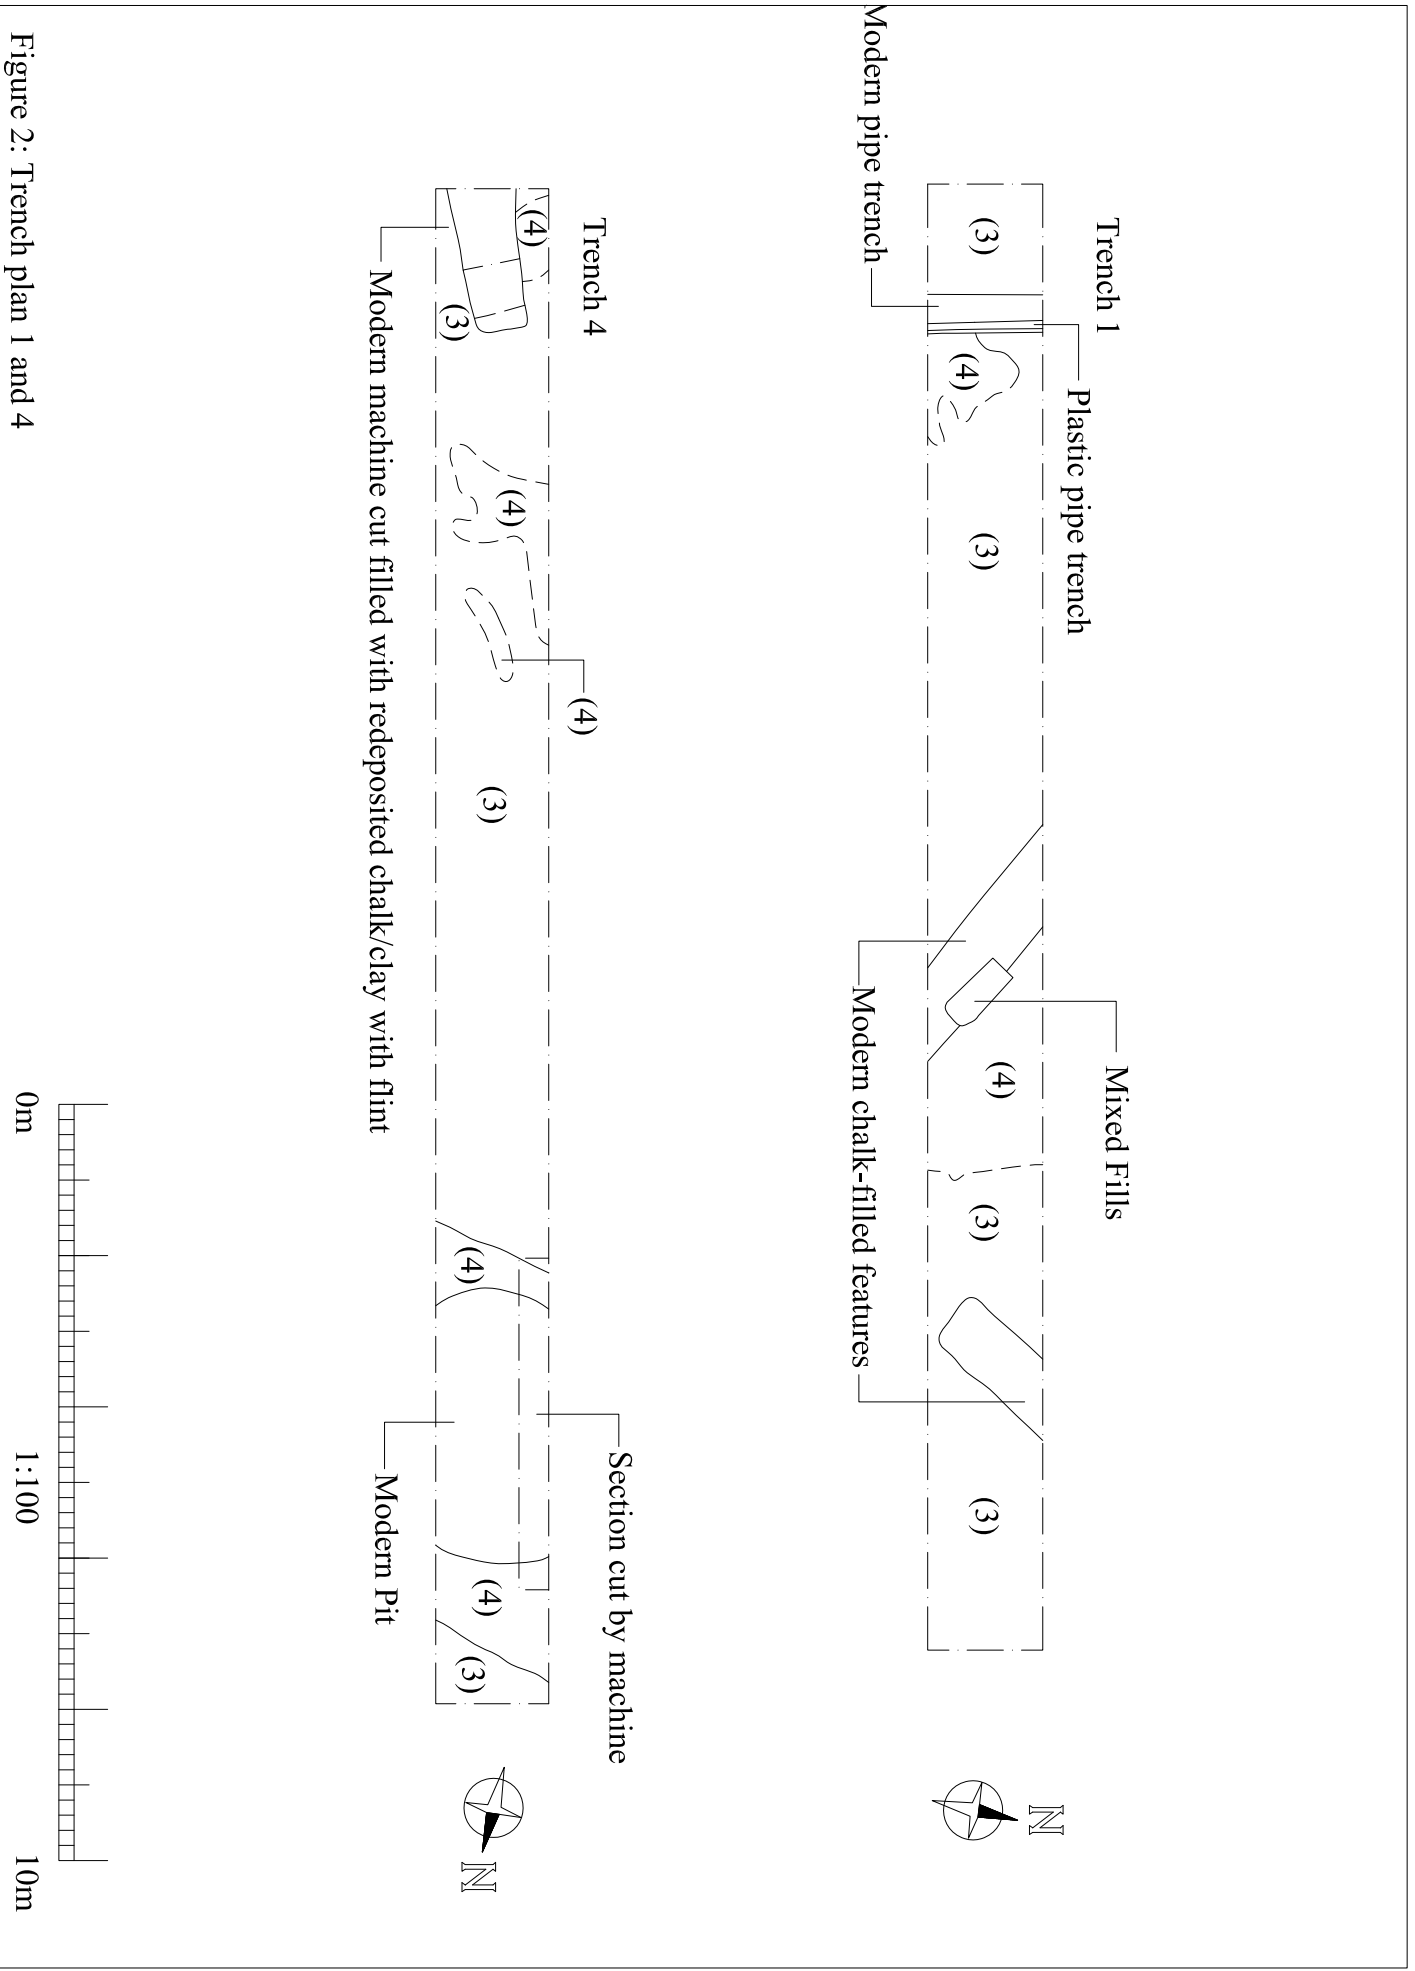 Trench 1
Plastic pipe trench
Mixed Fills
N
(3)
(4)
(3)
(4)
(3)
(3)
Modern pipe trench
Modern chalk-filled features
Trench 4
(4)
Section cut by machine
(4)
(3)
(4)
(3)
(4)
(4)
(3)
N
Modern machine cut filled with redeposited chalk/clay with flint
Modern Pit
Figure 2: Trench plan 1 and 4
0m
1:100
10m